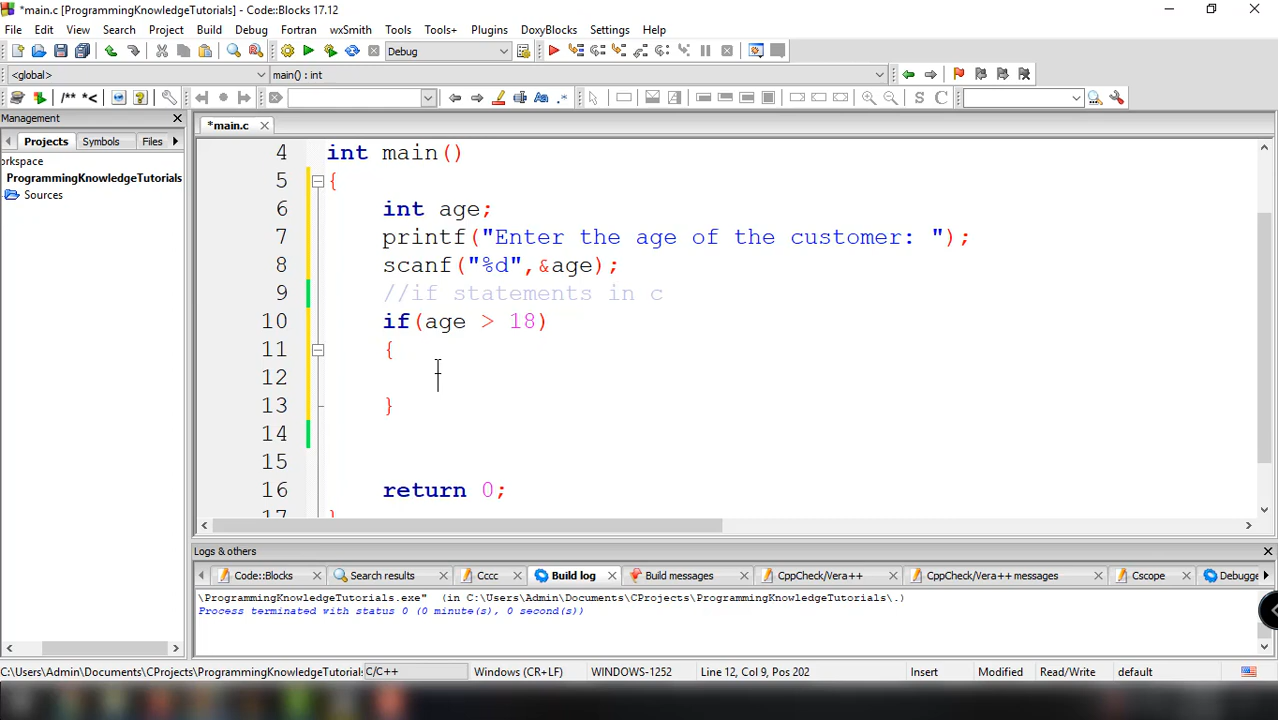 *main.c [ProgrammingKnowledgeTutorials] - Code::Blocks 17.12
File Edit View Search Project Build Debug Fortran wxSmith Tools Tools+ Plugins DoxyBlocks Settings Help
Debug
<global> main() : int
/** *< S C
Management
*main.c
Projects Symbols Files
orkspace
ProgrammingKnowledgeTutorials
Sources
4 int main()
5 {
6 int age;
7 printf("Enter the age of the customer: ");
8 scanf("%d",&age);
9 //if statements in c
10 if(age > 18)
11 {
12
13 }
14
15
16 return 0;
17 }
Logs & others
Code::Blocks Search results Cccc Build log Build messages CppCheck/Vera++ CppCheck/Vera++ messages Cscope Debugge
\ProgrammingKnowledgeTutorials.exe" (in C:\Users\Admin\Documents\CProjects\ProgrammingKnowledgeTutorials\.)
Process terminated with status 0 (0 minute(s), 0 second(s))
C:\Users\Admin\Documents\CProjects\ProgrammingKnowledgeTutorials C/C++ Windows (CR+LF) WINDOWS-1252 Line 12, Col 9, Pos 202 Insert Modified Read/Write default